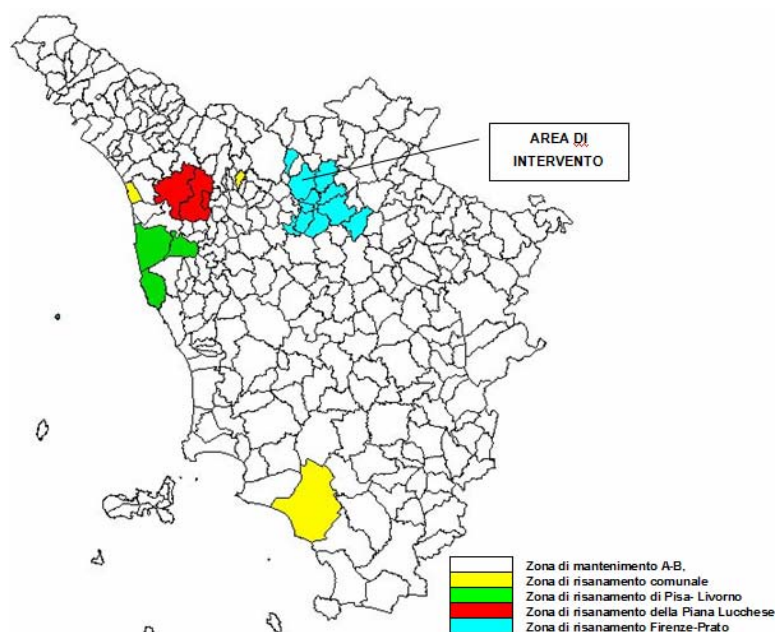 AREA DI
INTERVENTO
Zona di mantenimento A-B,
Zona di risanamento comunale
Zona di risanamento di Pisa- Livorno
Zona di risanamento della Piana Lucchese
Zona di risanamento Firenze-Prato